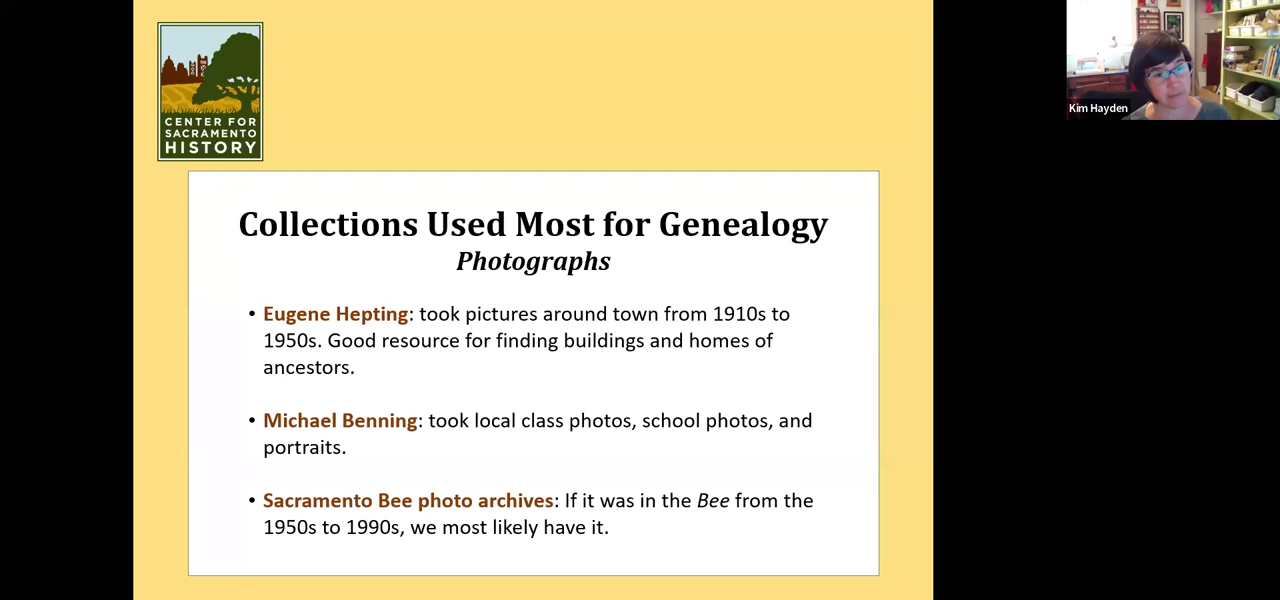 CENTER FOR
SACRAMENTO
HISTORY
Kim Hayden
Collections Used Most for Genealogy
Photographs
• Eugene Hepting: took pictures around town from 1910s to
1950s. Good resource for finding buildings and homes of
ancestors.
• Michael Benning: took local class photos, school photos, and
portraits.
• Sacramento Bee photo archives: If it was in the Bee from the
1950s to 1990s, we most likely have it.